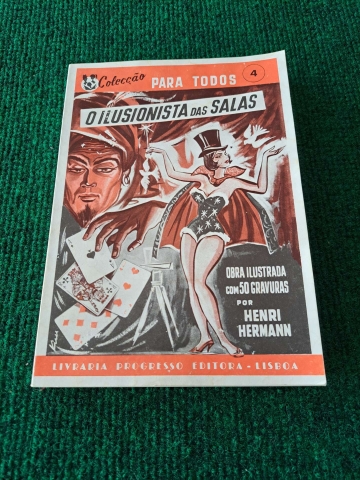 Colecção PARA TODOS 4
O ILUSIONISTA DAS SALAS
OBRA ILUSTRADA
COM 50 GRAVURAS
POR
HENRI
HERMANN
LIVRARIA PROGRESSO EDITORA - LISBOA